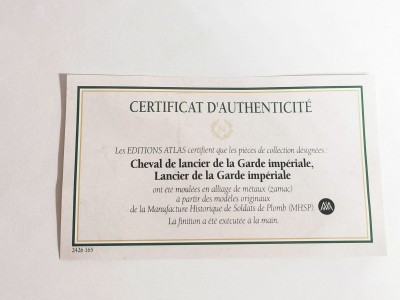 CERTIFICAT D'AUTHENTICITÉ
Les EDITIONS ATLAS certifient que les pièces de collection désignées :
Cheval de lancier de la Garde impériale,
Lancier de la Garde impériale
ont été moulées en alliage de métaux (zamac)
à partir des modèles originaux
de la Manufacture Historique de Soldats de Plomb (MHSP)
La finition a été exécutée à la main.
2426 165